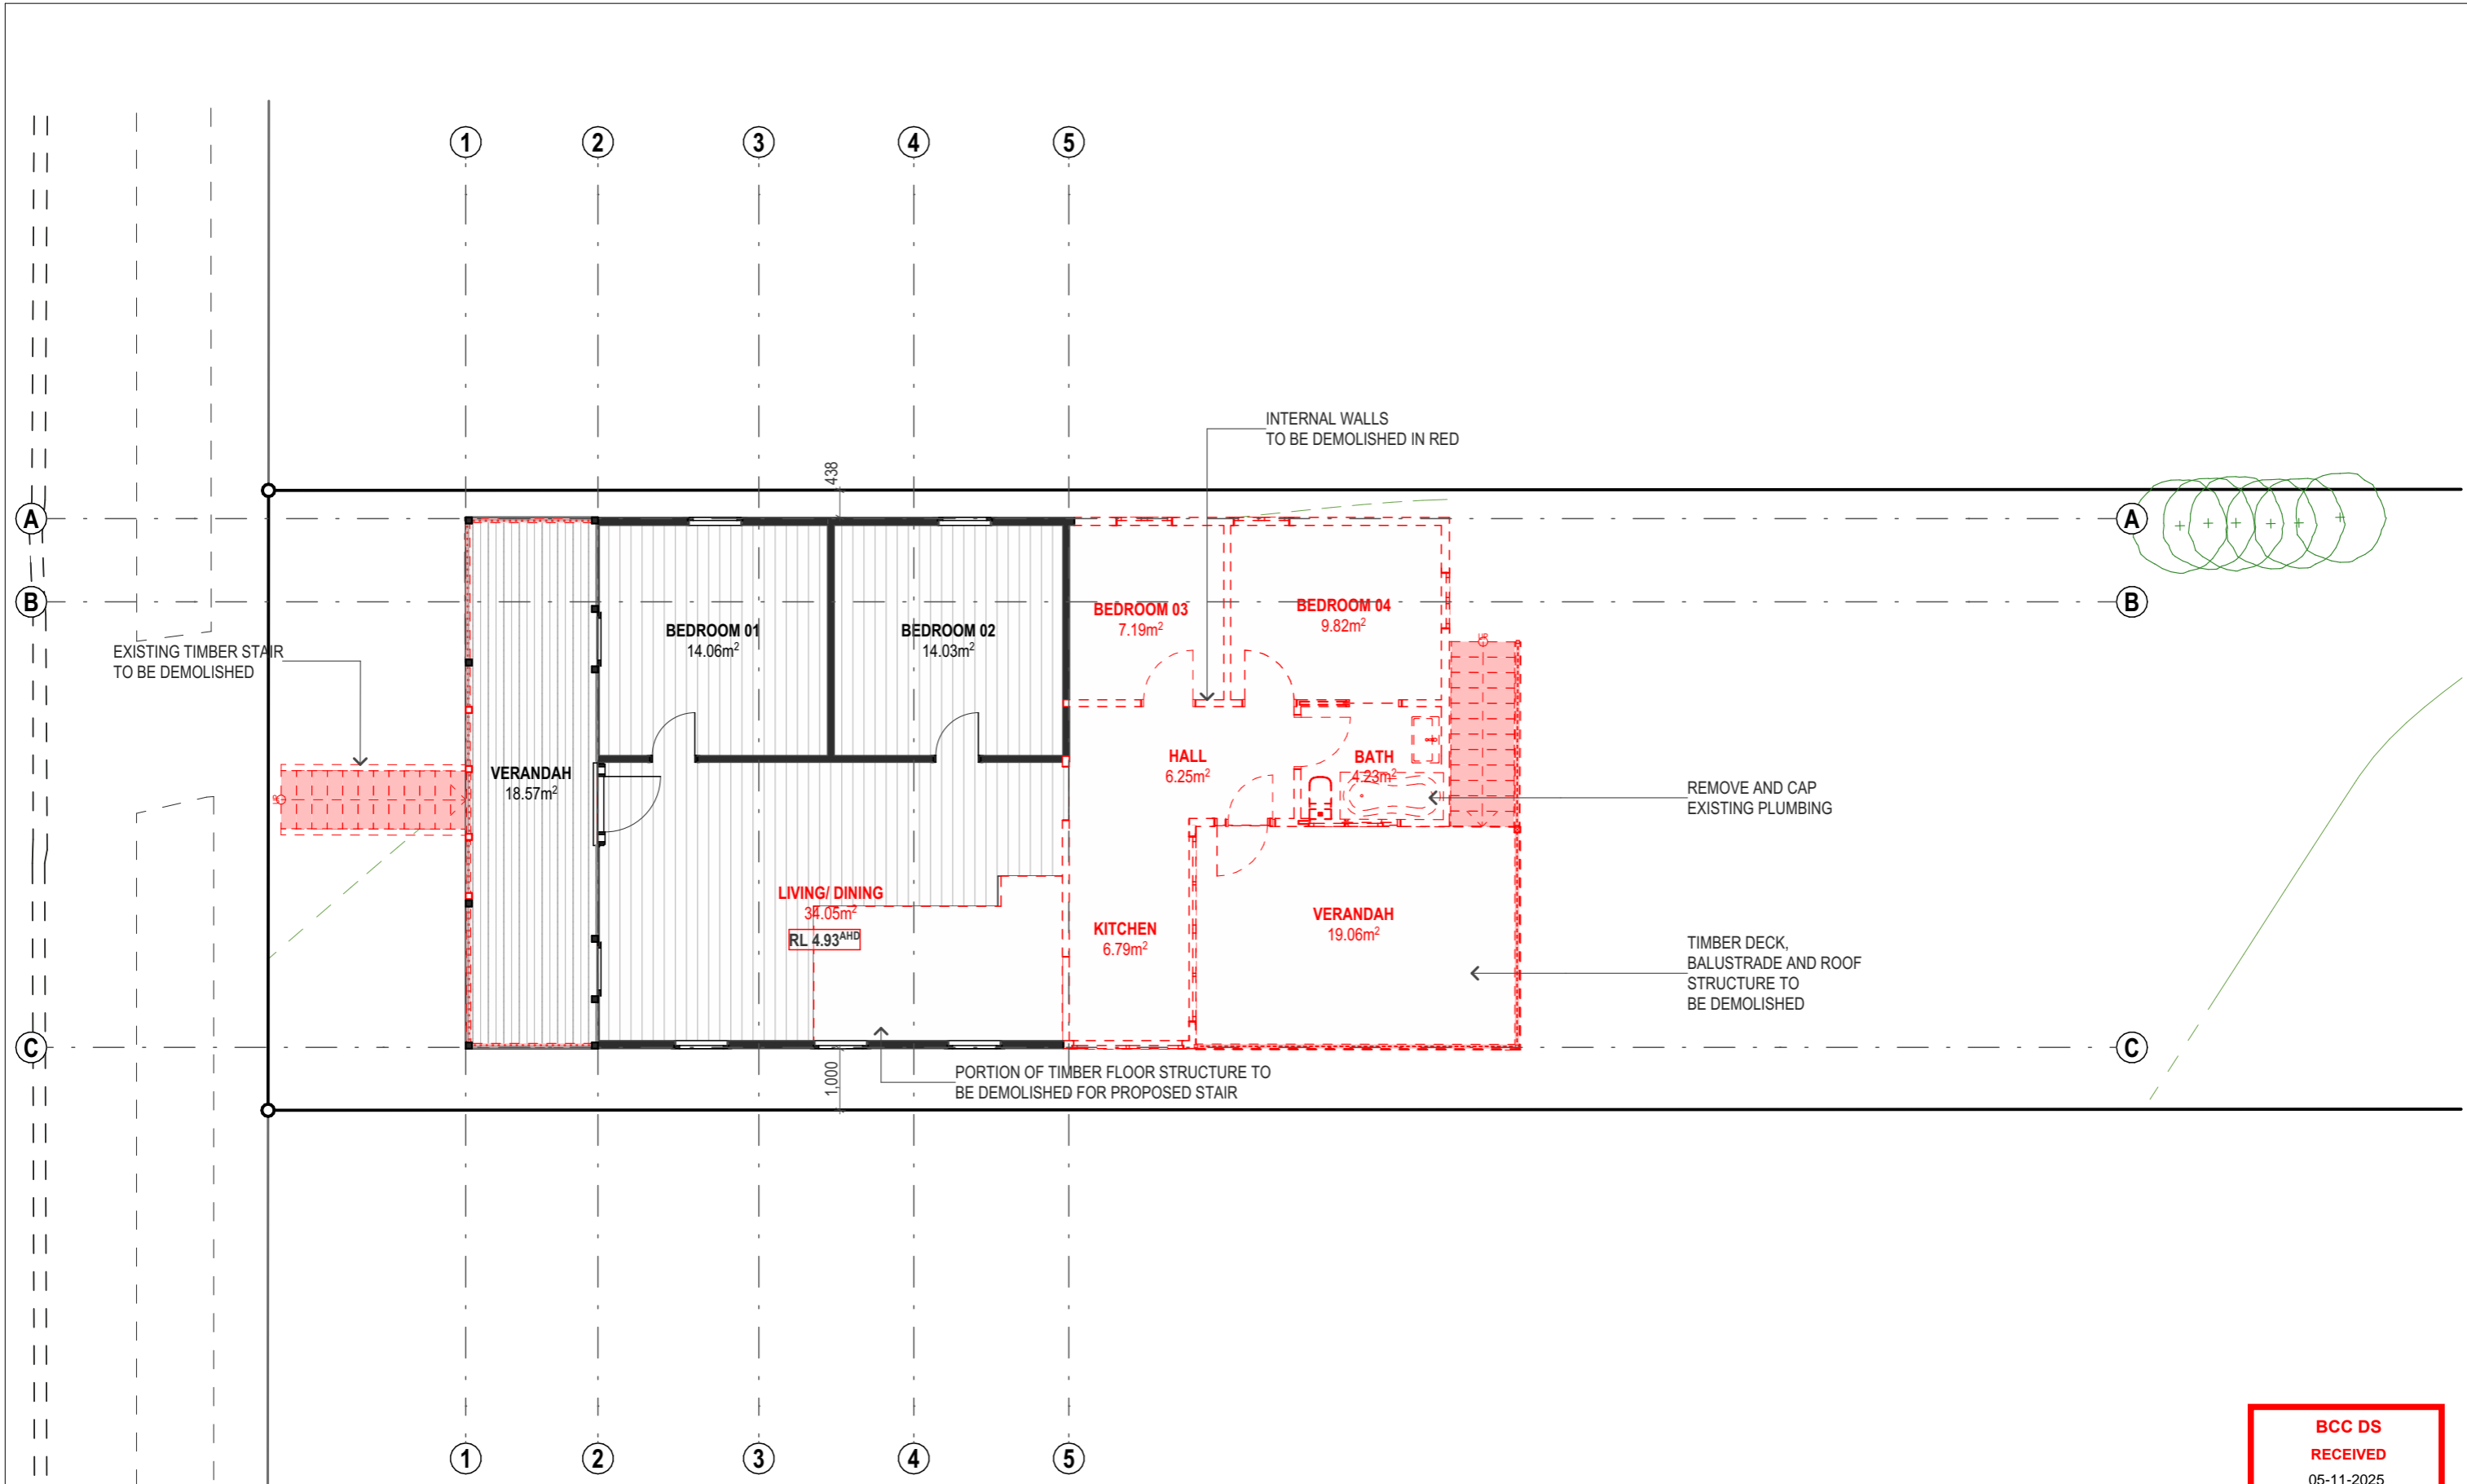 1
2
3
4
5
INTERNAL WALLS
TO BE DEMOLISHED IN RED
438
A
A
B
B
BEDROOM 01
14.06m²
BEDROOM 02
14.03m²
BEDROOM 03
7.19m²
BEDROOM 04
9.82m²
EXISTING TIMBER STAIR
TO BE DEMOLISHED
VERANDAH
18.57m²
HALL
6.25m²
BATH
4.23m²
REMOVE AND CAP
EXISTING PLUMBING
LIVING/ DINING
34.05m²
RL 4.93ᴬᴴᴰ
KITCHEN
6.79m²
VERANDAH
19.06m²
TIMBER DECK,
BALUSTRADE AND ROOF
STRUCTURE TO
BE DEMOLISHED
C
C
1,000
PORTION OF TIMBER FLOOR STRUCTURE TO
BE DEMOLISHED FOR PROPOSED STAIR
1
2
3
4
5
BCC DS
RECEIVED
05-11-2025